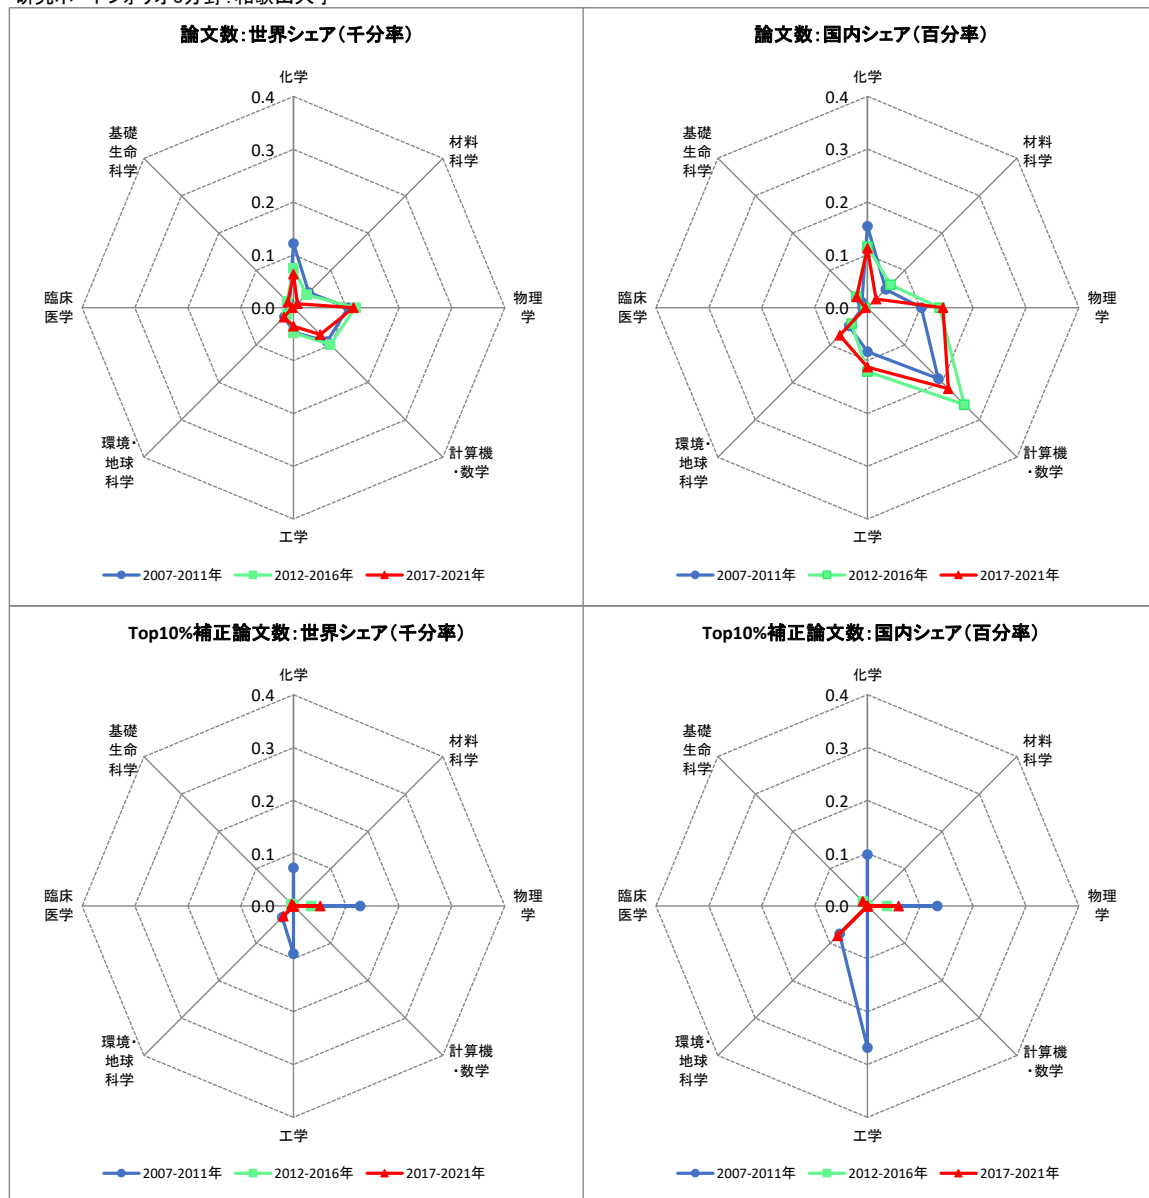 論文数：世界シェア（千分率）
化学
0.4
0.3
0.2
0.1
0.0
材料
科学
物理
学
計算機
・数学
工学
環境・
地球
科学
臨床
医学
基礎
生命
科学
2007-2011年 2012-2016年 2017-2021年
論文数：国内シェア（百分率）
化学
0.4
0.3
0.2
0.1
0.0
材料
科学
物理
学
計算機
・数学
工学
環境・
地球
科学
臨床
医学
基礎
生命
科学
2007-2011年 2012-2016年 2017-2021年
Top10%補正論文数：世界シェア（千分率）
化学
0.4
0.3
0.2
0.1
0.0
材料
科学
物理
学
計算機
・数学
工学
環境・
地球
科学
臨床
医学
基礎
生命
科学
2007-2011年 2012-2016年 2017-2021年
Top10%補正論文数：国内シェア（百分率）
化学
0.4
0.3
0.2
0.1
0.0
材料
科学
物理
学
計算機
・数学
工学
環境・
地球
科学
臨床
医学
基礎
生命
科学
2007-2011年 2012-2016年 2017-2021年